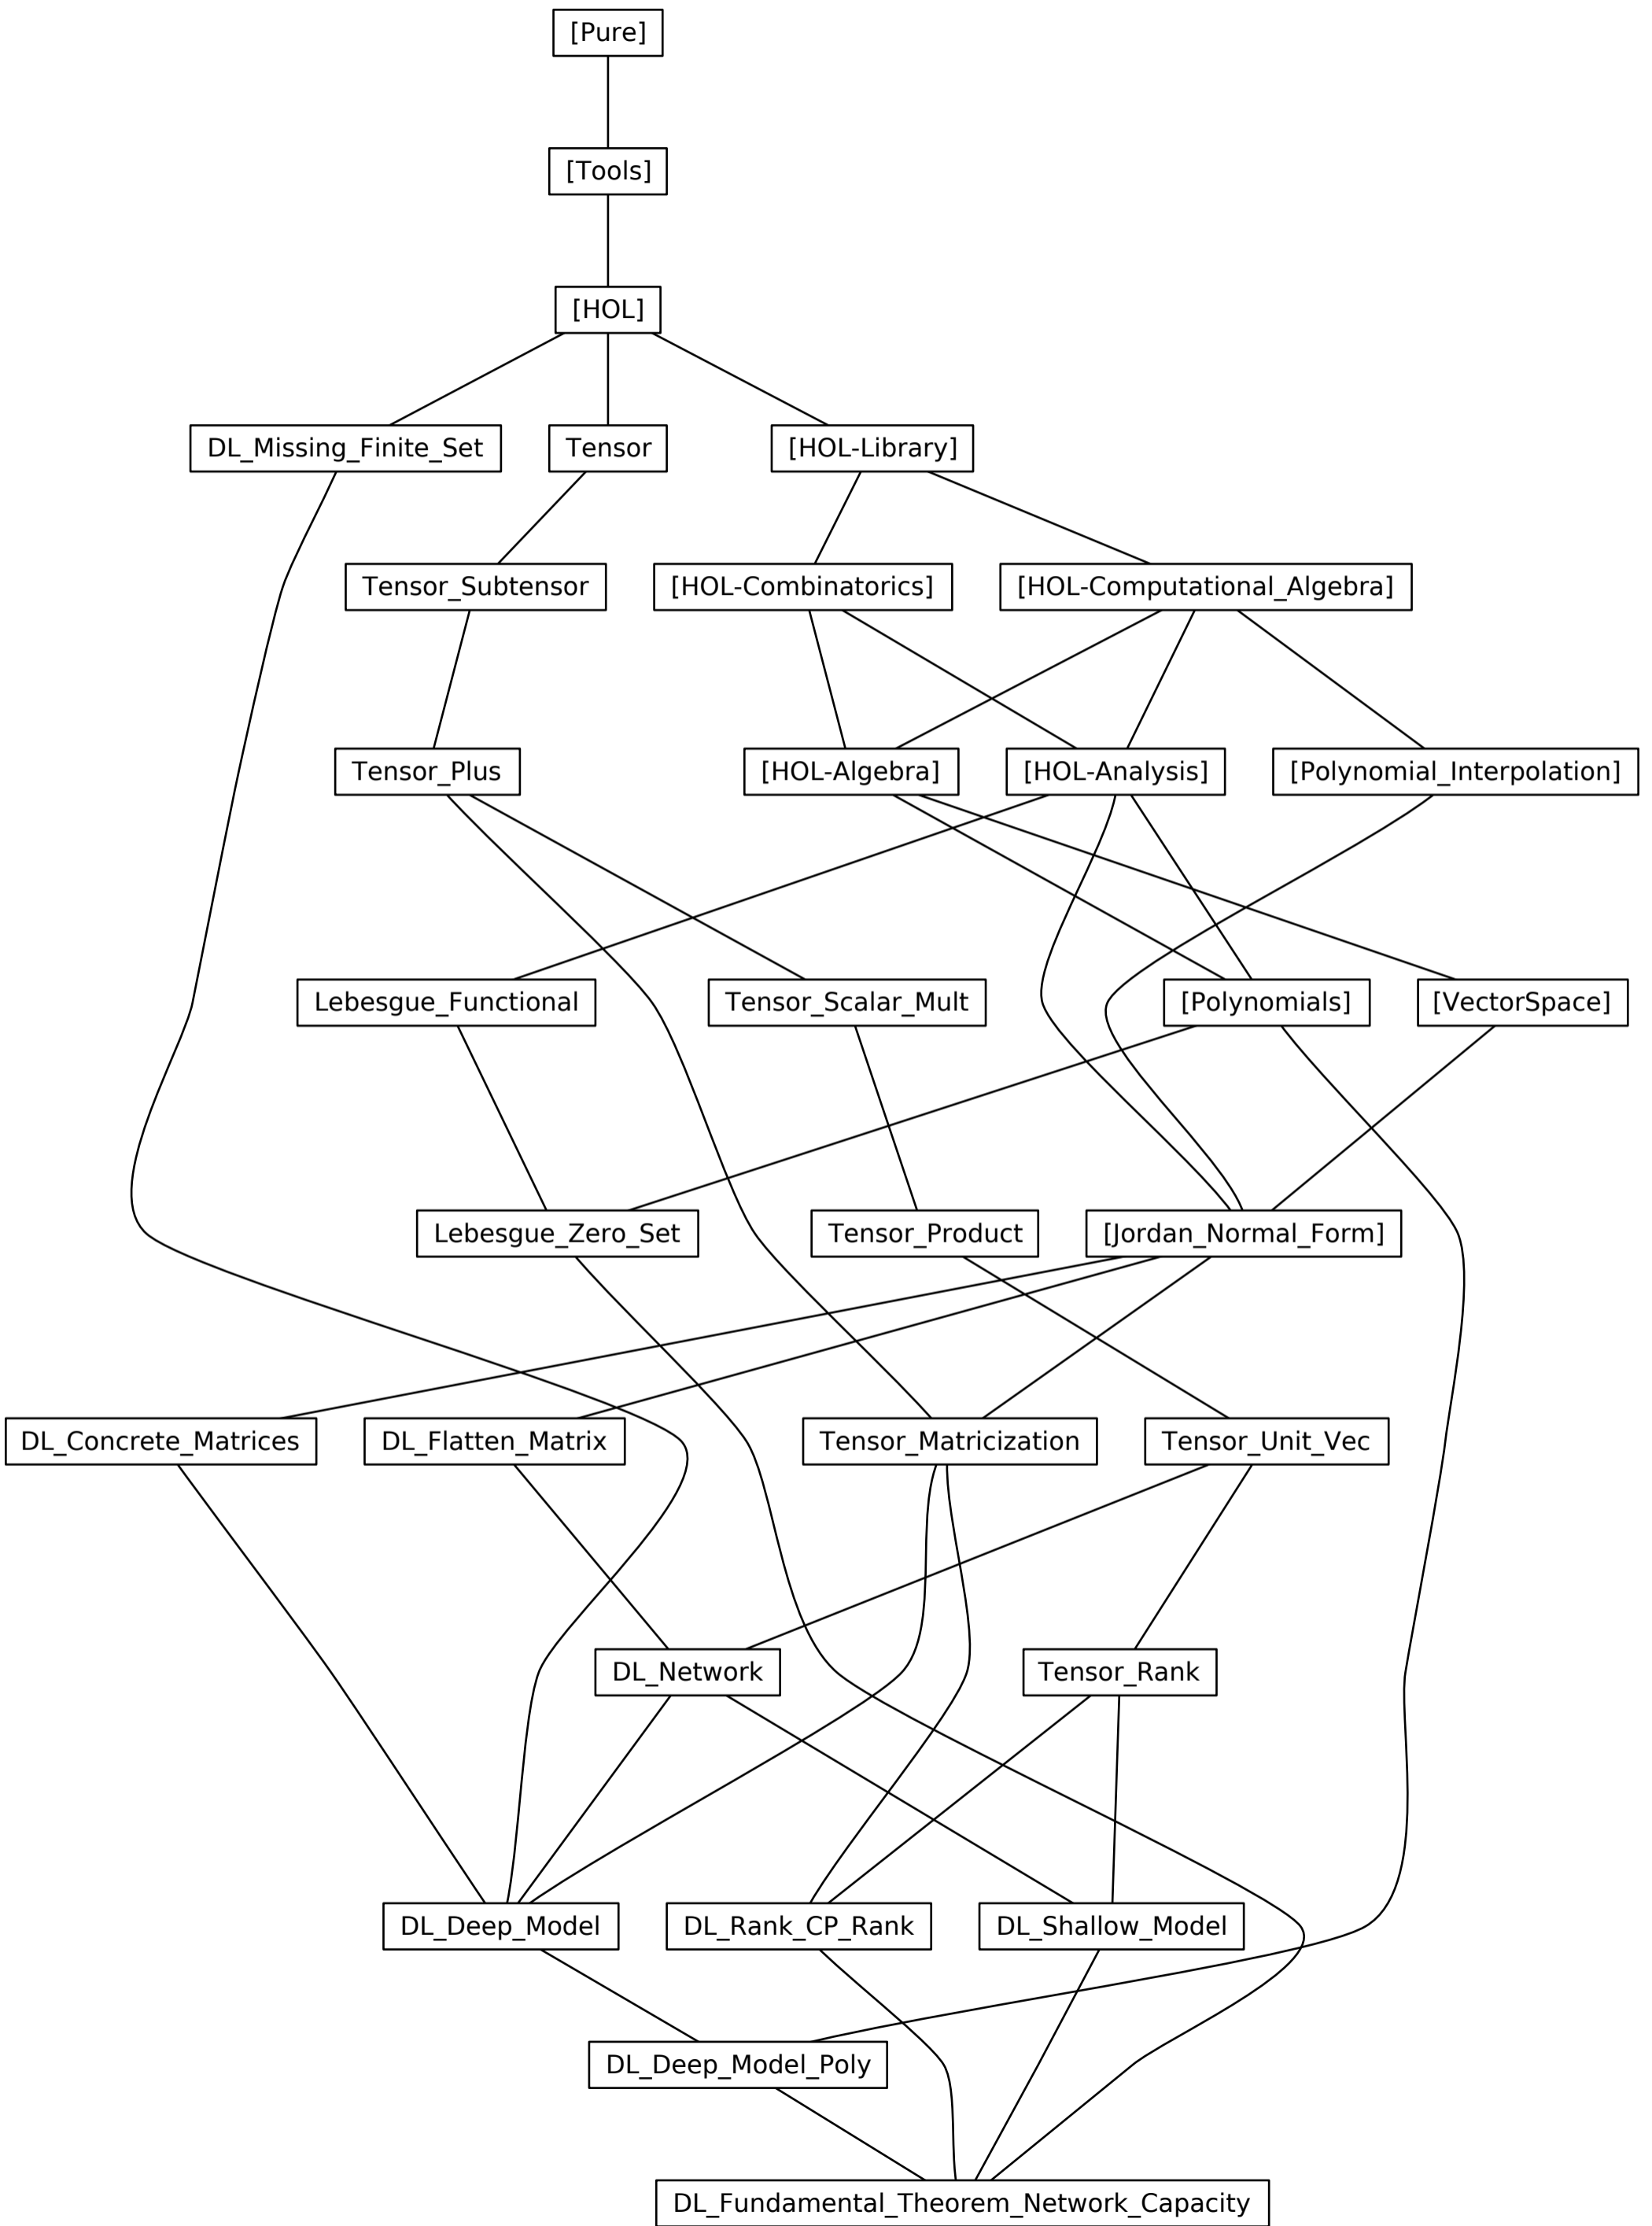 [Pure]
[Tools]
[HOL]
DL_Missing_Finite_Set
Tensor
[HOL-Library]
Tensor_Subtensor
[HOL-Combinatorics]
[HOL-Computational_Algebra]
Tensor_Plus
[HOL-Algebra]
[HOL-Analysis]
[Polynomial_Interpolation]
Lebesgue_Functional
Tensor_Scalar_Mult
[Polynomials]
[VectorSpace]
Lebesgue_Zero_Set
Tensor_Product
[Jordan_Normal_Form]
DL_Concrete_Matrices
DL_Flatten_Matrix
Tensor_Matricization
Tensor_Unit_Vec
DL_Network
Tensor_Rank
DL_Deep_Model
DL_Rank_CP_Rank
DL_Shallow_Model
DL_Deep_Model_Poly
DL_Fundamental_Theorem_Network_Capacity